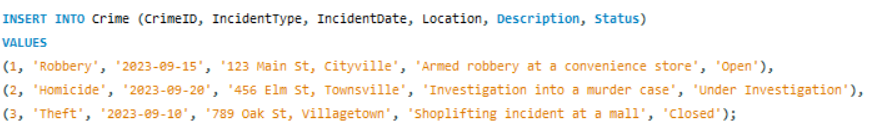 INSERT INTO Crime (CrimeID, IncidentType, IncidentDate, Location, Description, Status)
VALUES
(1, 'Robbery', '2023-09-15', '123 Main St, Cityville', 'Armed robbery at a convenience store', 'Open'),
(2, 'Homicide', '2023-09-20', '456 Elm St, Townsville', 'Investigation into a murder case', 'Under Investigation'),
(3, 'Theft', '2023-09-10', '789 Oak St, Villagetown', 'Shoplifting incident at a mall', 'Closed');